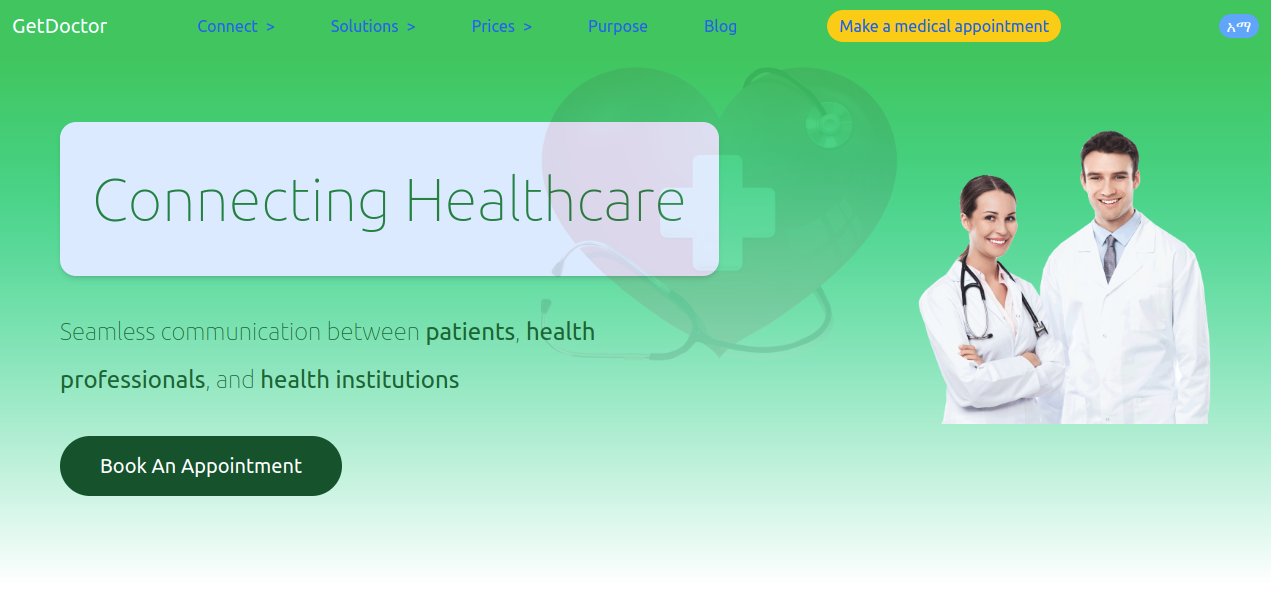 GetDoctor
Connect >
Solutions >
Prices >
Purpose
Blog
Make a medical appointment
አማ
Connecting Healthcare
Seamless communication between patients, health
professionals, and health institutions
Book An Appointment